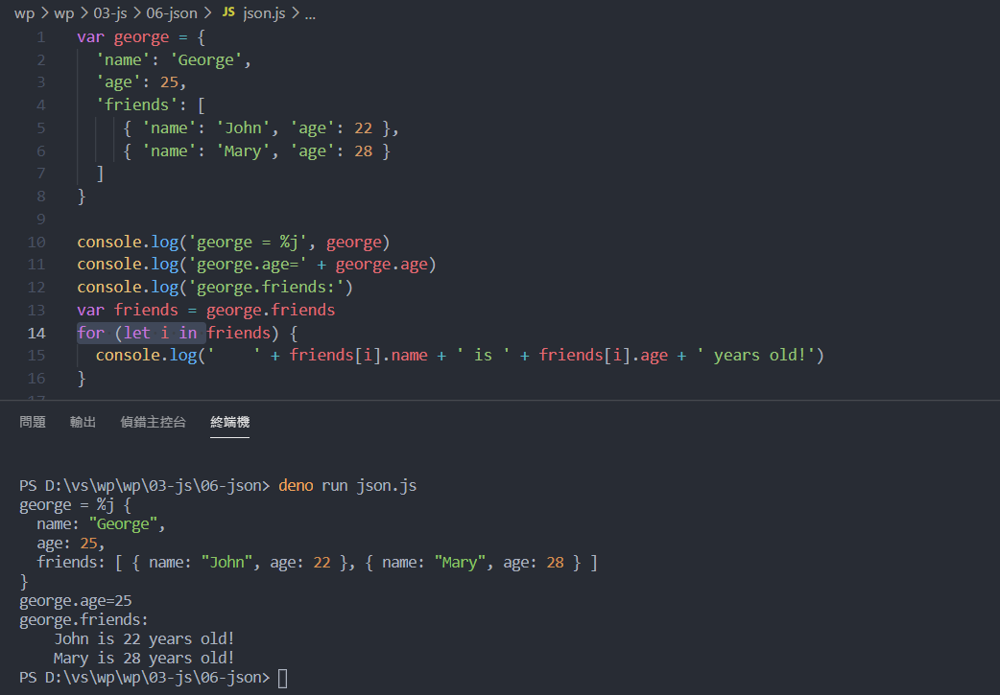 wp > wp > 03-js > 06-json > JS json.js > ...
1 var george = {
2   'name': 'George',
3   'age': 25,
4   'friends': [
5     { 'name': 'John', 'age': 22 },
6     { 'name': 'Mary', 'age': 28 }
7   ]
8 }
9
10 console.log('george = %j', george)
11 console.log('george.age=' + george.age)
12 console.log('george.friends:')
13 var friends = george.friends
14 for (let i in friends) {
15   console.log('    ' + friends[i].name + ' is ' + friends[i].age + ' years old!')
16 }
17
問題 輸出 偵錯主控台 終端機
PS D:\vs\wp\wp\03-js\06-json> deno run json.js
george = %j {
  name: "George",
  age: 25,
  friends: [ { name: "John", age: 22 }, { name: "Mary", age: 28 } ]
}
george.age=25
george.friends:
    John is 22 years old!
    Mary is 28 years old!
PS D:\vs\wp\wp\03-js\06-json>